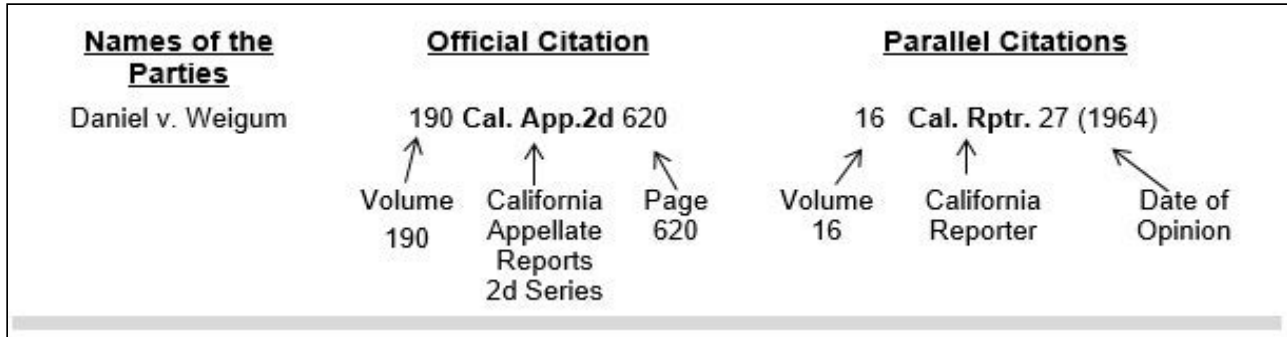 Names of the Parties
Official Citation
Parallel Citations
Daniel v. Weigum
190 Cal. App.2d 620
16 Cal. Rptr. 27 (1964)
Volume
190
California
Appellate
Reports
2d Series
Page
620
Volume
16
California
Reporter
Date of
Opinion